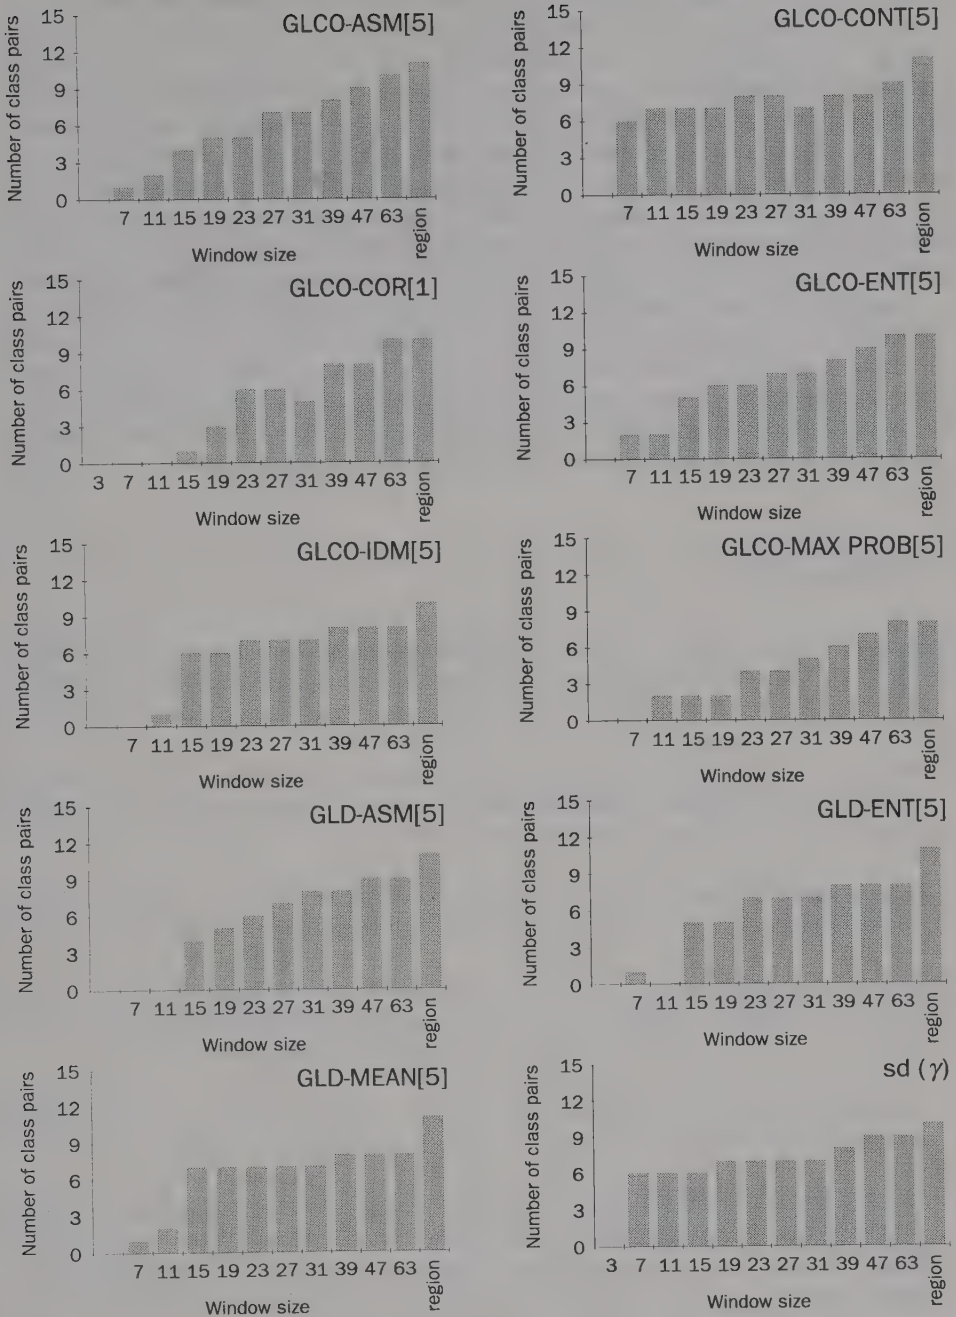 GLCO-ASM[5]
Number of class pairs
15
12
9
6
3
0
7 11 15 19 23 27 31 39 47 63 region
Window size
GLCO-CONT[5]
Number of class pairs
15
12
9
6
3
0
7 11 15 19 23 27 31 39 47 63 region
Window size
GLCO-COR[1]
Number of class pairs
15
12
9
6
3
0
3 7 11 15 19 23 27 31 39 47 63 region
Window size
GLCO-ENT[5]
Number of class pairs
15
12
9
6
3
0
7 11 15 19 23 27 31 39 47 63 region
Window size
GLCO-IDM[5]
Number of class pairs
15
12
9
6
3
0
7 11 15 19 23 27 31 39 47 63 region
Window size
GLCO-MAX PROB[5]
Number of class pairs
15
12
9
6
3
0
7 11 15 19 23 27 31 39 47 63 region
Window size
GLD-ASM[5]
Number of class pairs
15
12
9
6
3
0
7 11 15 19 23 27 31 39 47 63 region
Window size
GLD-ENT[5]
Number of class pairs
15
12
9
6
3
0
7 11 15 19 23 27 31 39 47 63 region
Window size
GLD-MEAN[5]
Number of class pairs
15
12
9
6
3
0
7 11 15 19 23 27 31 39 47 63 region
Window size
sd (γ)
Number of class pairs
15
12
9
6
3
0
3 7 11 15 19 23 27 31 39 47 63 region
Window size